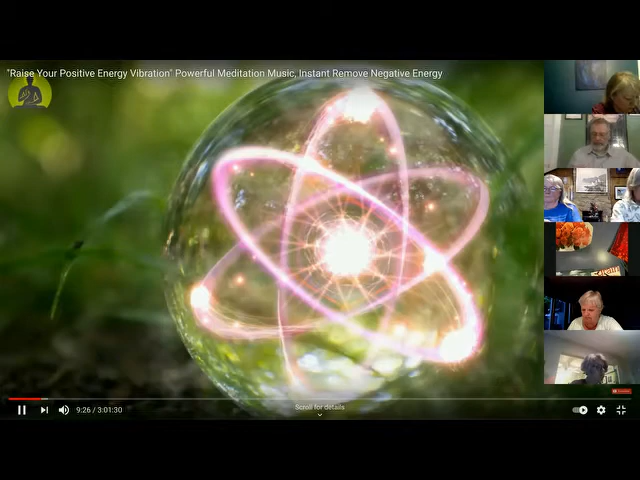 "Raise Your Positive Energy Vibration" Powerful Meditation Music, Instant Remove Negative Energy
9:26 / 3:01:30
Scroll for details